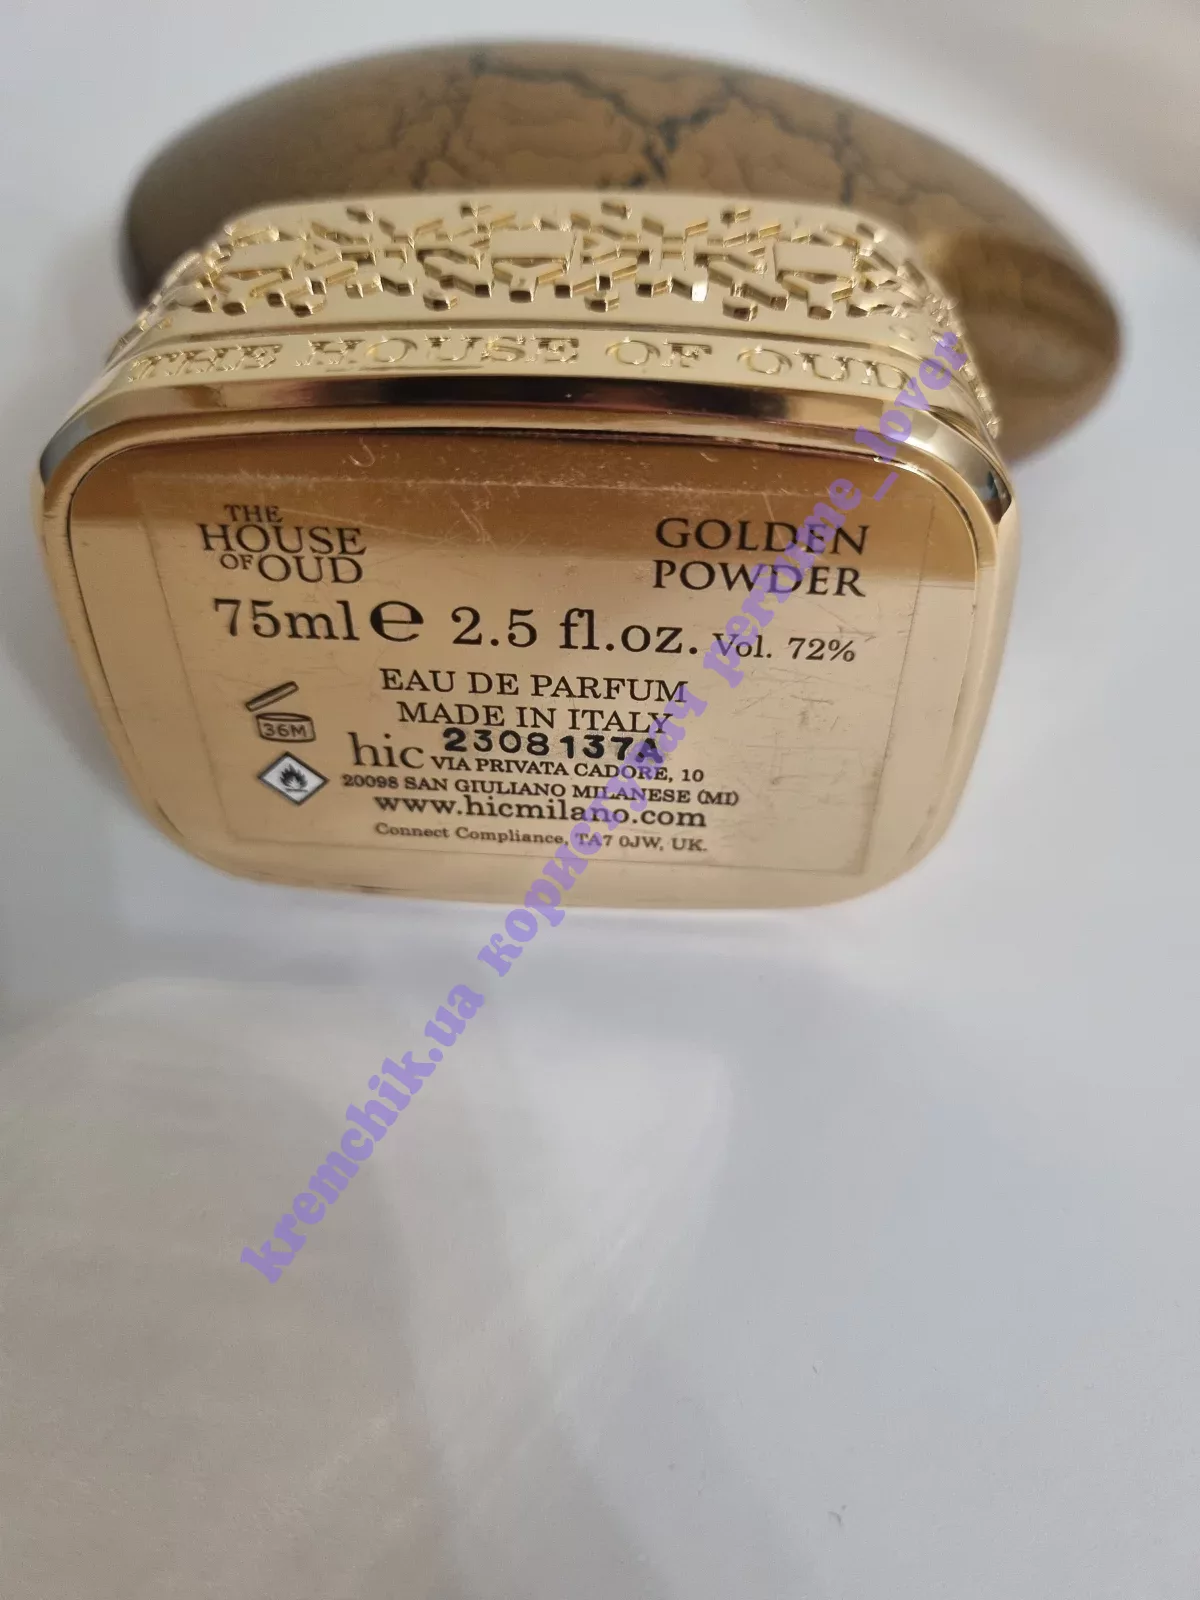 THE HOUSE OF OUD
THE
HOUSE
OF OUD
GOLDEN
POWDER
75ml e 2.5 fl.oz. Vol. 72%
EAU DE PARFUM
MADE IN ITALY
2308137A
36M
hic VIA PRIVATA CADORE, 10
20098 SAN GIULIANO MILANESE (MI)
www.hicmilano.com
Connect Compliance, TA7 0JW, UK.
kremchik.ua користувач perfume_lover